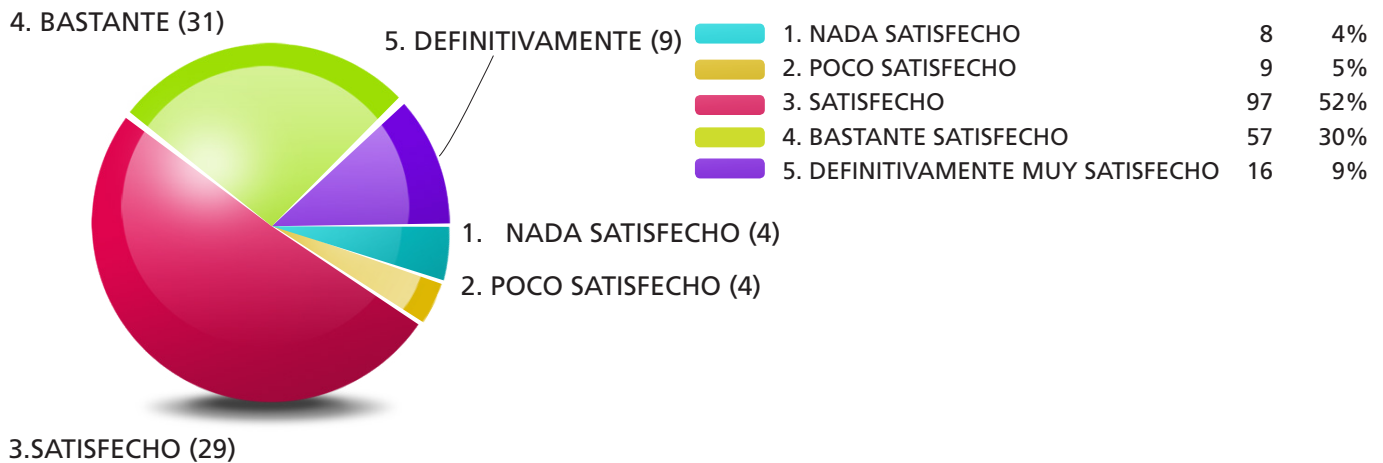 4. BASTANTE (31)
5. DEFINITIVAMENTE (9)
1. NADA SATISFECHO 8 4%
2. POCO SATISFECHO 9 5%
3. SATISFECHO 97 52%
4. BASTANTE SATISFECHO 57 30%
5. DEFINITIVAMENTE MUY SATISFECHO 16 9%
1. NADA SATISFECHO (4)
2. POCO SATISFECHO (4)
3.SATISFECHO (29)